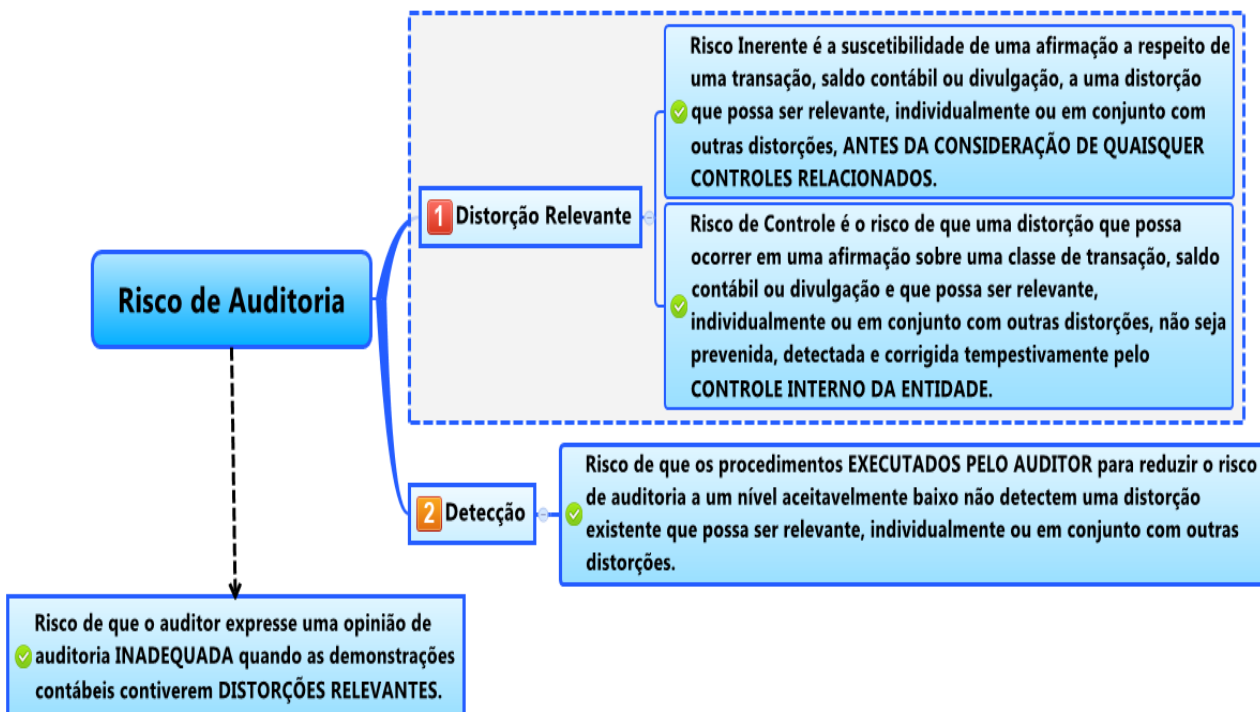 Risco de Auditoria
1 Distorção Relevante
Risco Inerente é a suscetibilidade de uma afirmação a respeito de
uma transação, saldo contábil ou divulgação, a uma distorção
que possa ser relevante, individualmente ou em conjunto com
outras distorções, ANTES DA CONSIDERAÇÃO DE QUAISQUER
CONTROLES RELACIONADOS.
Risco de Controle é o risco de que uma distorção que possa
ocorrer em uma afirmação sobre uma classe de transação, saldo
contábil ou divulgação e que possa ser relevante,
individualmente ou em conjunto com outras distorções, não seja
prevenida, detectada e corrigida tempestivamente pelo
CONTROLE INTERNO DA ENTIDADE.
2 Detecção
Risco de que os procedimentos EXECUTADOS PELO AUDITOR para reduzir o risco
de auditoria a um nível aceitavelmente baixo não detectem uma distorção
existente que possa ser relevante, individualmente ou em conjunto com outras
distorções.
Risco de que o auditor expresse uma opinião de
auditoria INADEQUADA quando as demonstrações
contábeis contiverem DISTORÇÕES RELEVANTES.